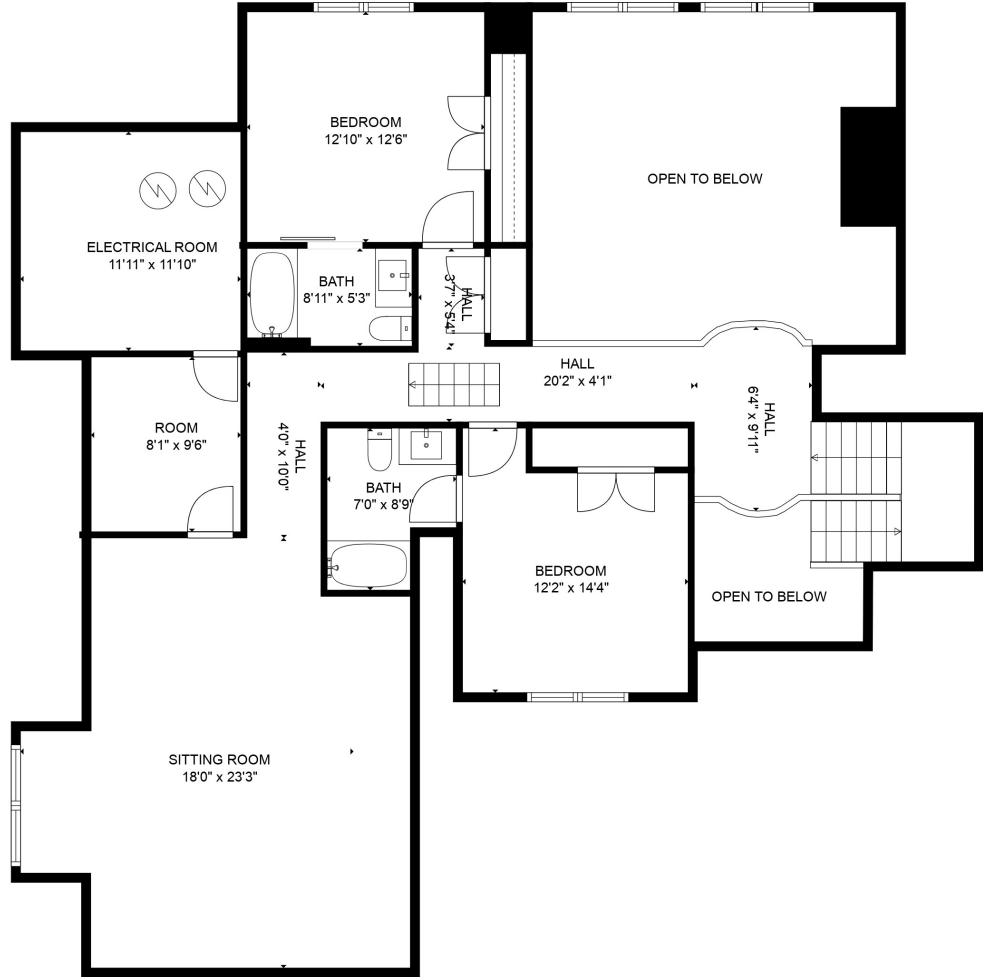 BEDROOM
12'10" x 12'6"
OPEN TO BELOW
ELECTRICAL ROOM
11'11" x 11'10"
BATH
8'11" x 5'3"
HALL
3'7" x 5'4"
HALL
20'2" x 4'1"
HALL
6'4" x 9'11"
ROOM
8'1" x 9'6"
HALL
4'0" x 10'0"
BATH
7'0" x 8'9"
BEDROOM
12'2" x 14'4"
OPEN TO BELOW
SITTING ROOM
18'0" x 23'3"